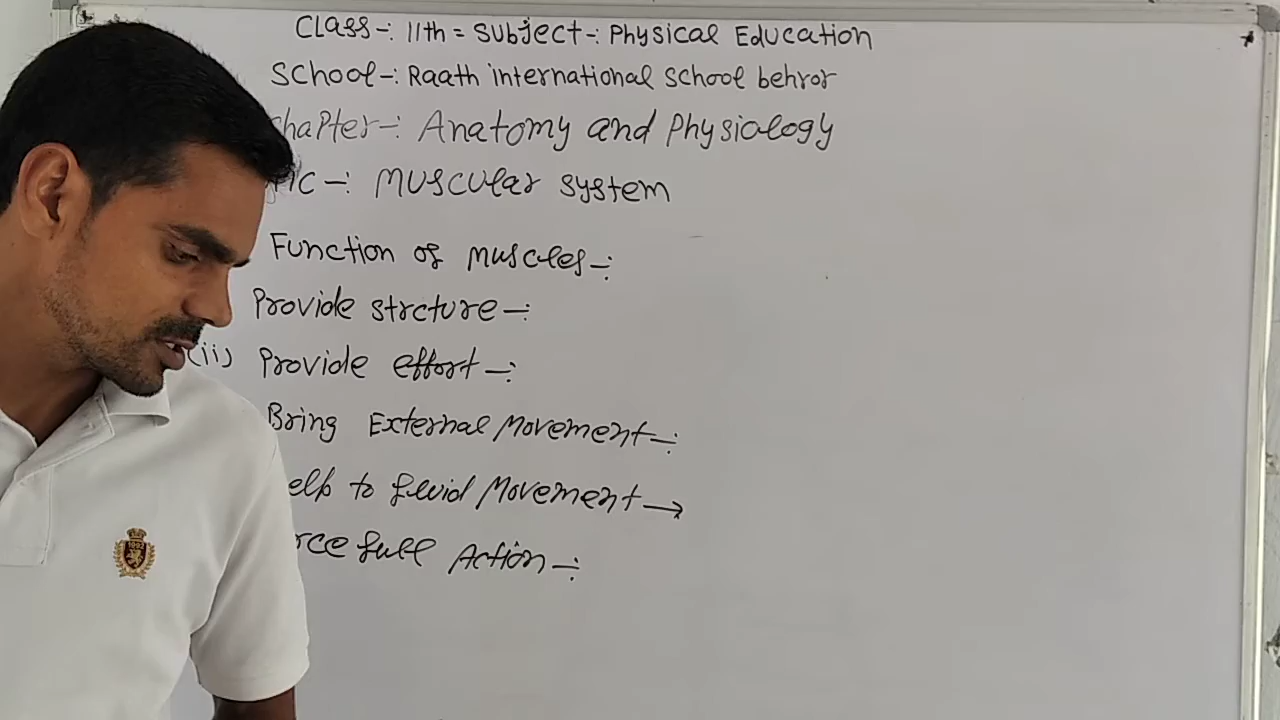 Class-: 11th = Subject-: Physical Education
School-: Raath international school behror
hapter-: Anatomy and Physiology
ic-: Muscular system
Function of muscles-:
Provide strcture-:
(ii) Provide effort-:
Bring External Movement-:
elp to fluid Movement→
rce full Action-: